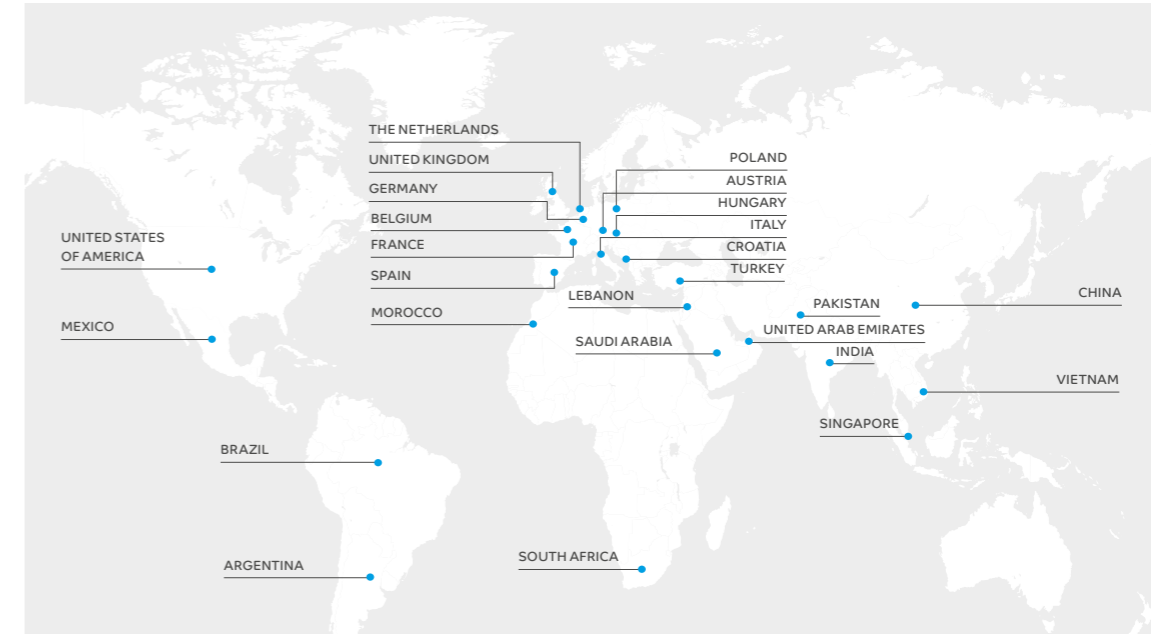 THE NETHERLANDS
UNITED KINGDOM
GERMANY
BELGIUM
FRANCE
SPAIN
MOROCCO
UNITED STATES
OF AMERICA
MEXICO
BRAZIL
ARGENTINA
POLAND
AUSTRIA
HUNGARY
ITALY
CROATIA
TURKEY
LEBANON
SAUDI ARABIA
PAKISTAN
UNITED ARAB EMIRATES
INDIA
CHINA
VIETNAM
SINGAPORE
SOUTH AFRICA